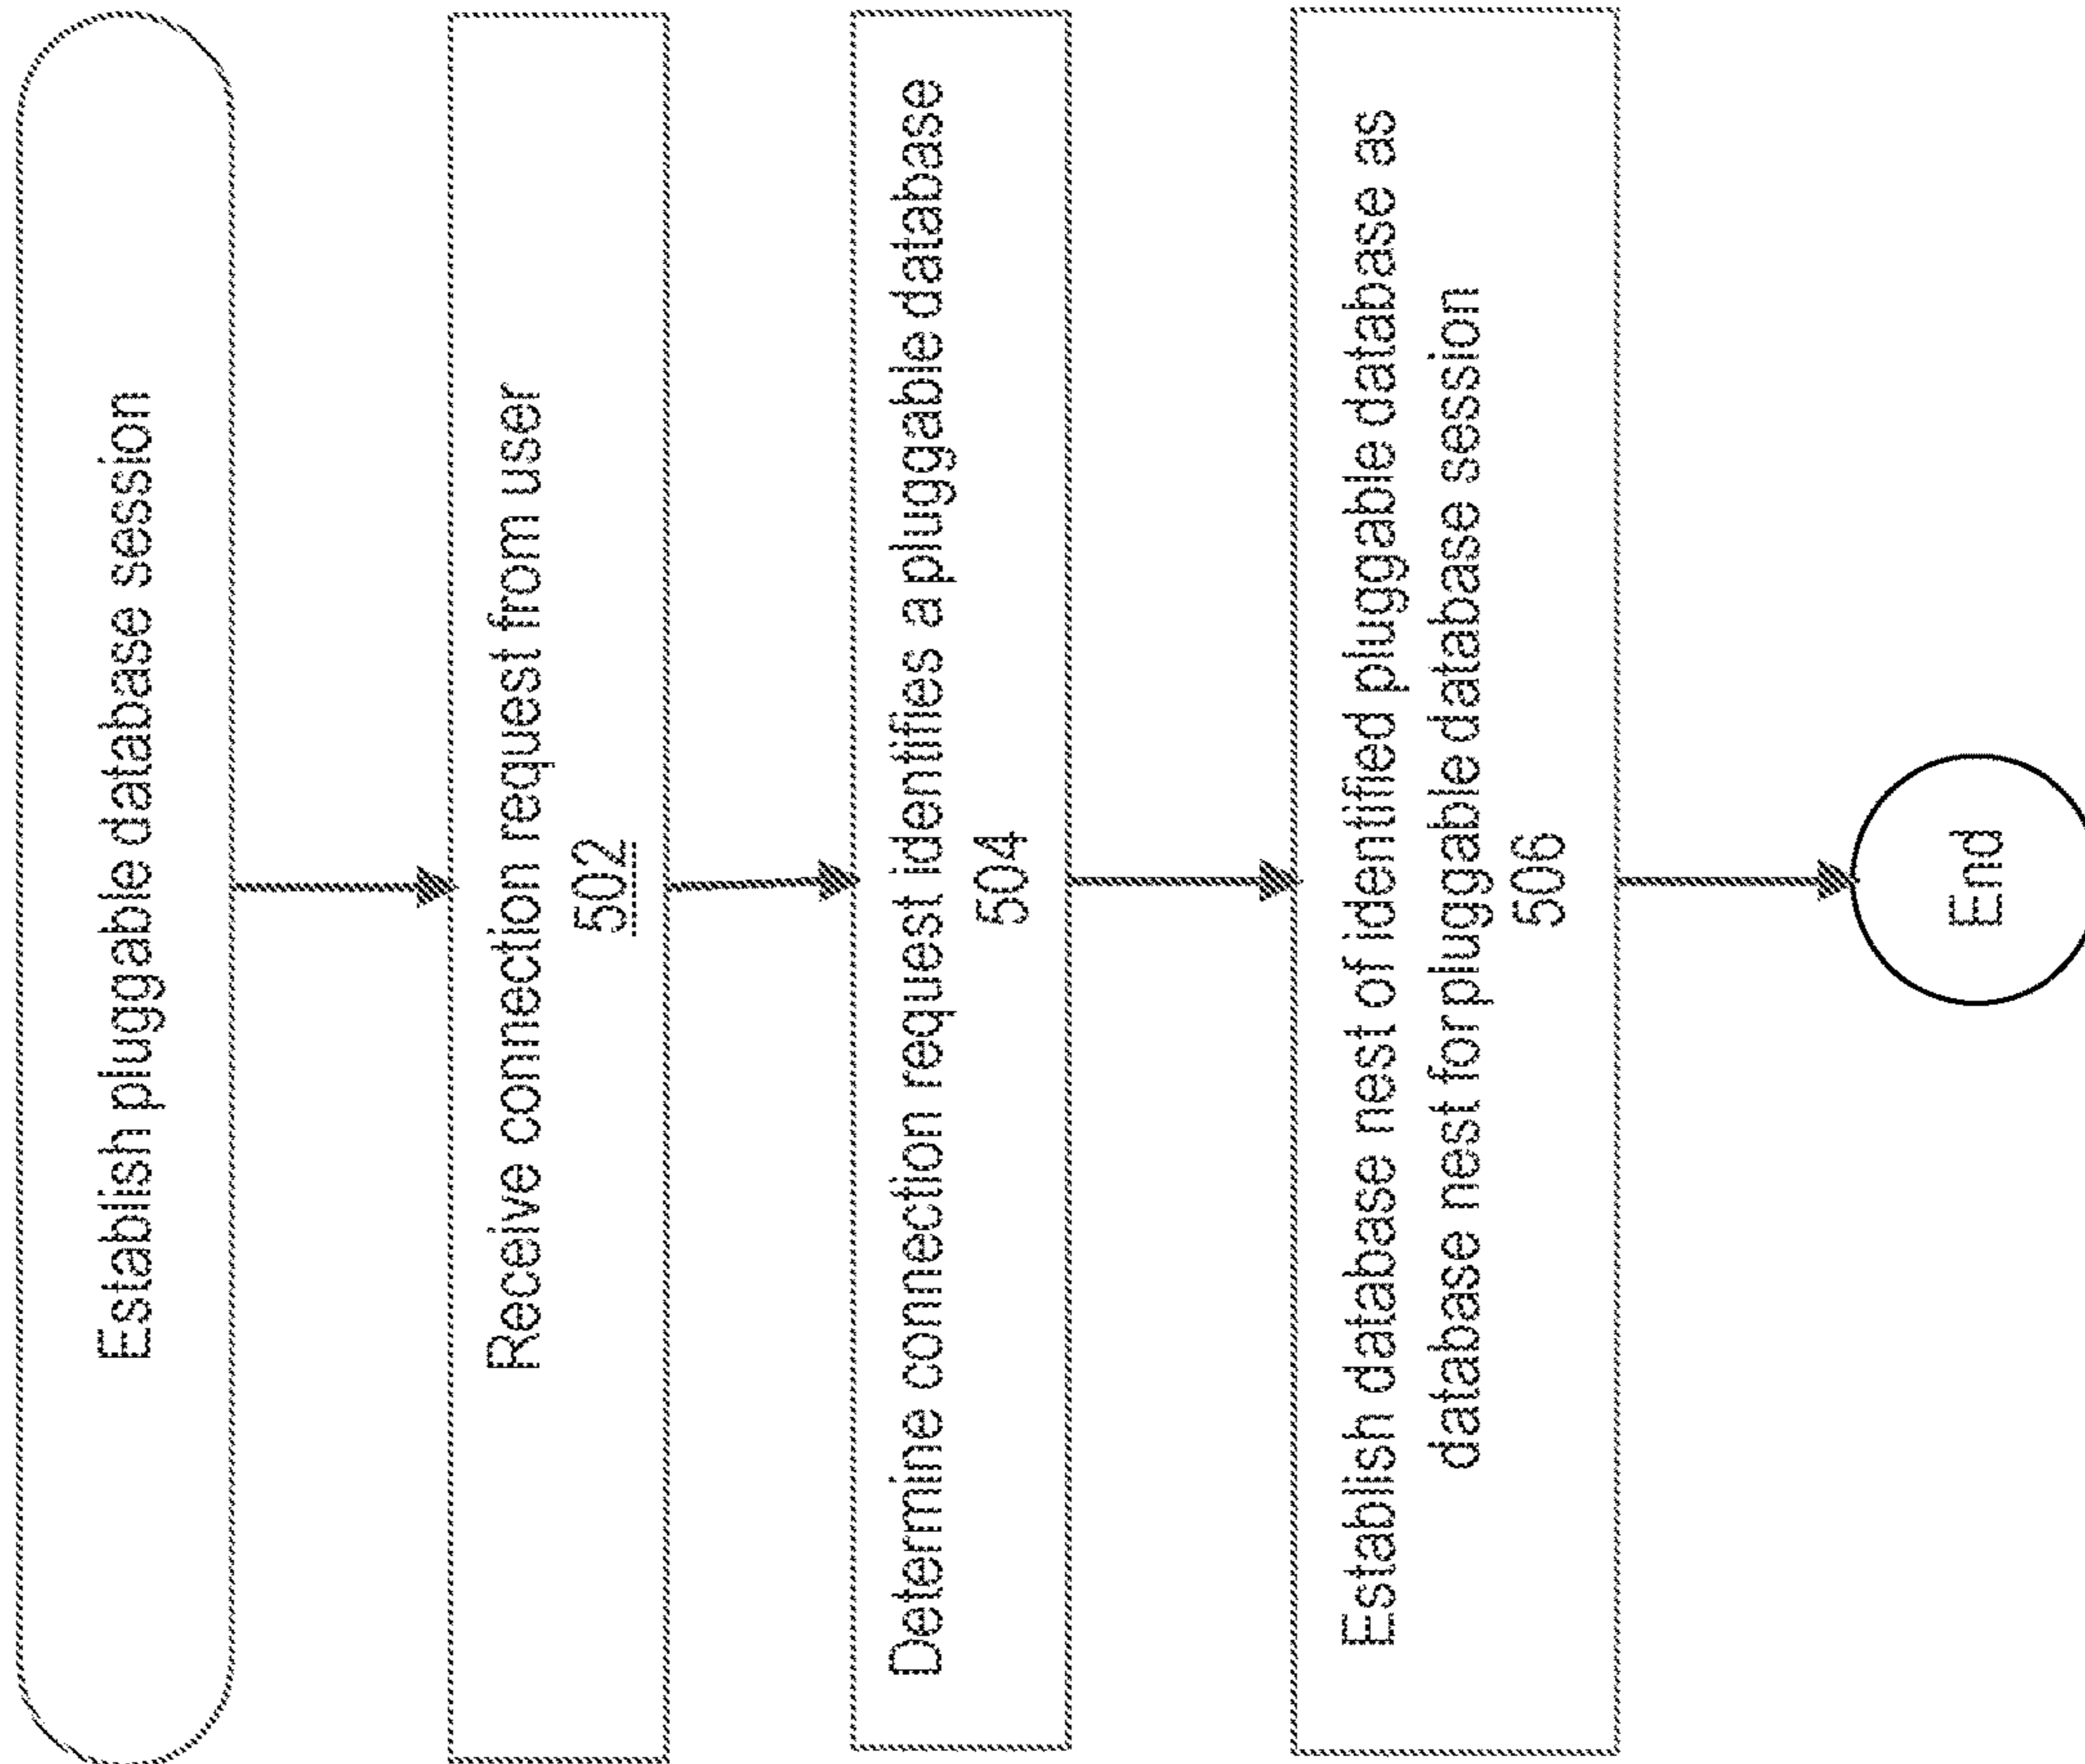 Establish pluggable database session
Receive connection request from user
502
Determine connection request identifies a pluggable database
504
Establish database nest of identified pluggable database as
database nest for pluggable database session
506
End